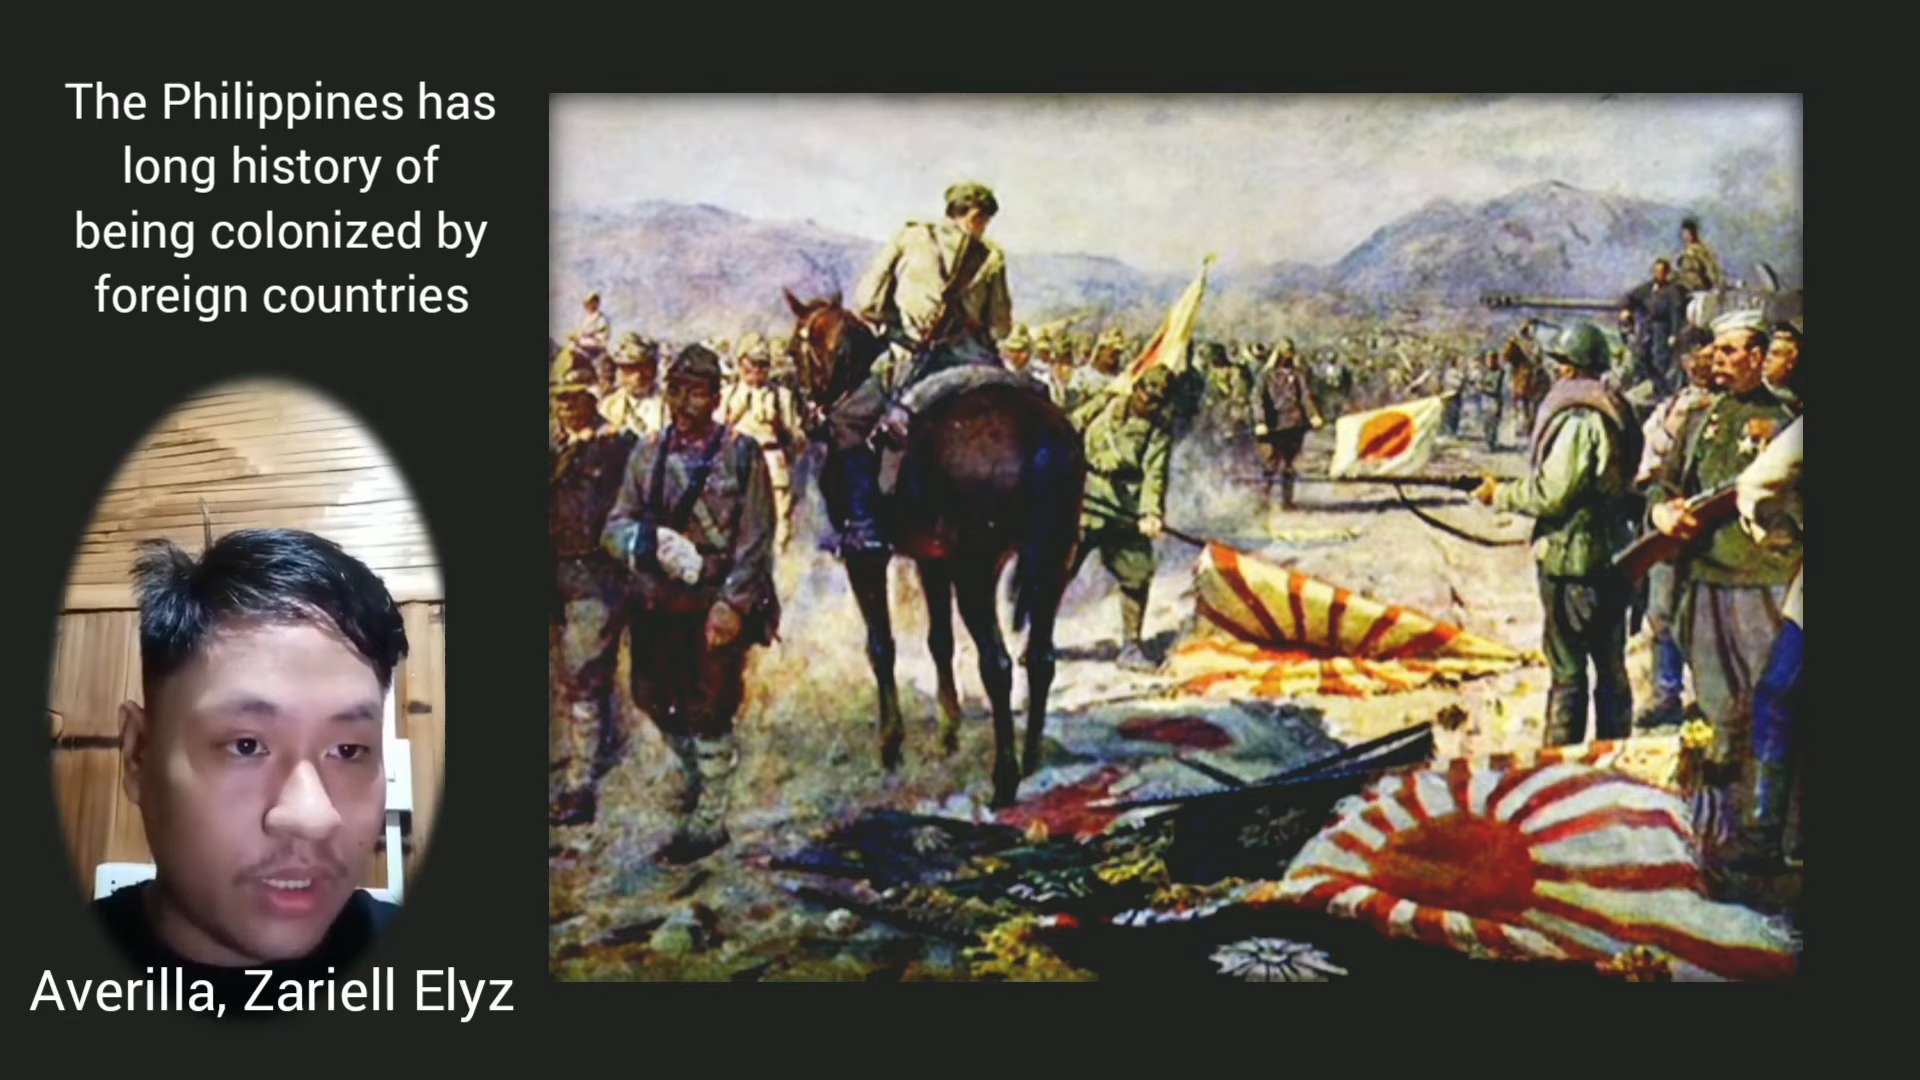 The Philippines has
long history of
being colonized by
foreign countries
Averilla, Zariell Elyz